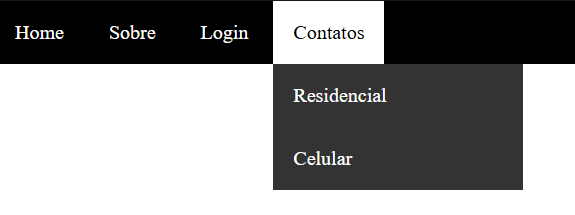 Home Sobre Login Contatos
Residencial
Celular